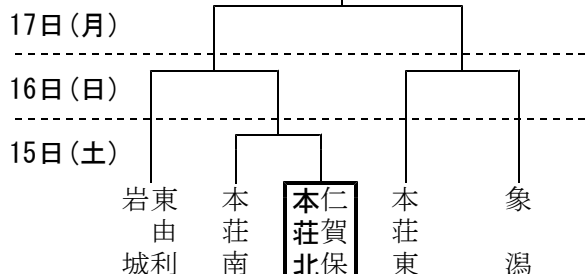 17日(月)
16日(日)
15日(土)
岩城
東由利
本荘南
本荘北
仁賀保
本荘東
象潟